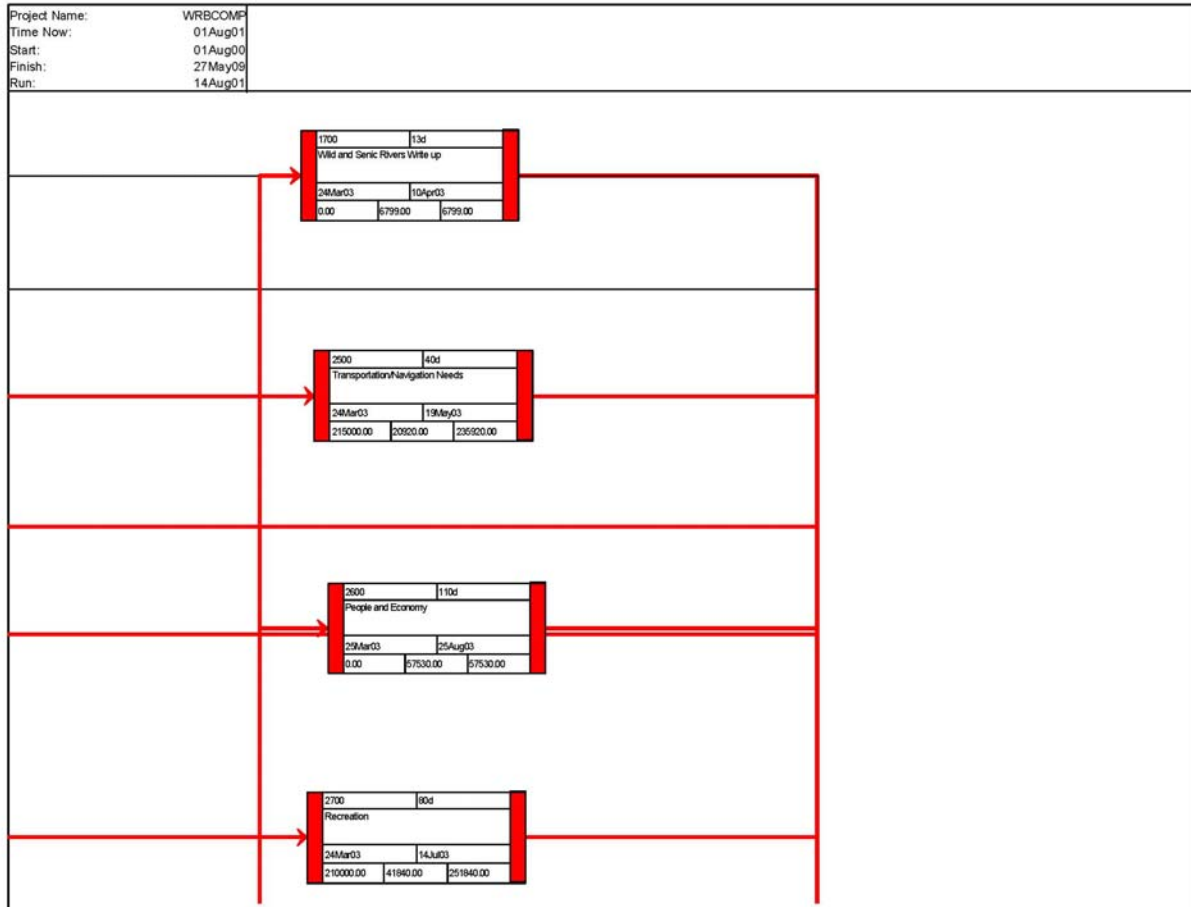 Project Name: WRBCOMP
Time Now: 01Aug01
Start: 01Aug00
Finish: 27May09
Run: 14Aug01
1700 13d
Wild and Senic Rivers Write up
24Mar03 10Apr03
0.00 6799.00 6799.00
2500 40d
Transportation/Navigation Needs
24Mar03 19May03
215000.00 20920.00 235920.00
2600 110d
People and Economy
25Mar03 25Aug03
0.00 57530.00 57530.00
2700 80d
Recreation
24Mar03 14Jul03
210000.00 41840.00 251840.00